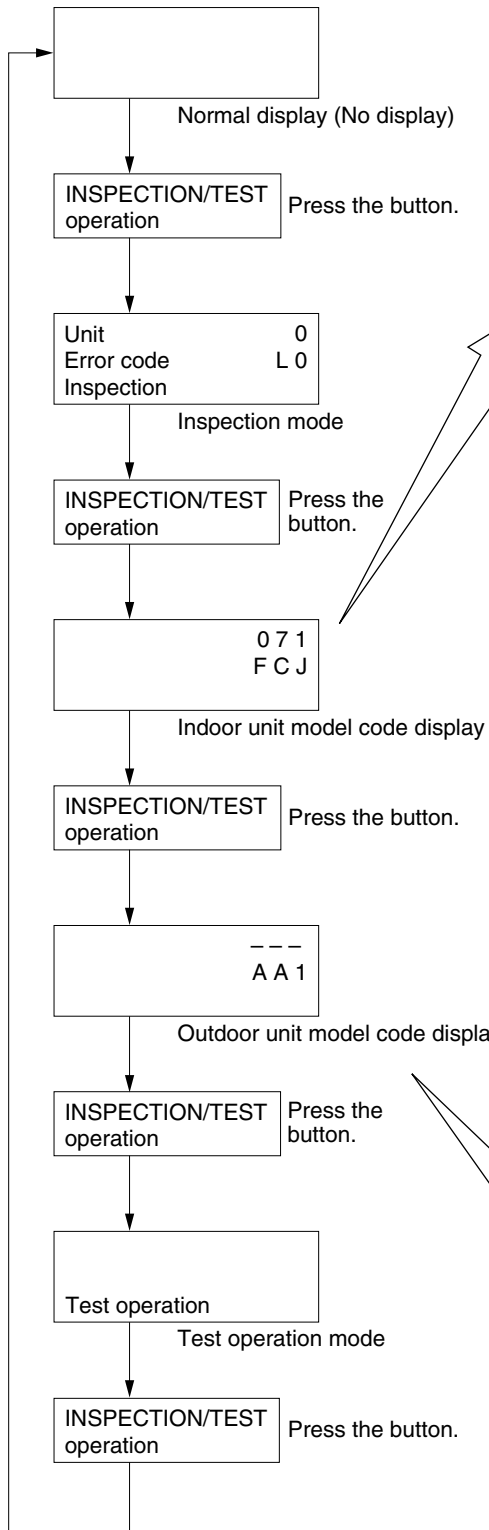 Normal display (No display)
INSPECTION/TEST
operation
Press the button.
Unit 0
Error code L 0
Inspection
Inspection mode
INSPECTION/TEST
operation
Press the
button.
0 7 1
F C J
Indoor unit model code display
INSPECTION/TEST
operation
Press the button.
– – –
A A 1
Outdoor unit model code displa
INSPECTION/TEST
operation
Press the
button.
Test operation
Test operation mode
INSPECTION/TEST
operation
Press the button.